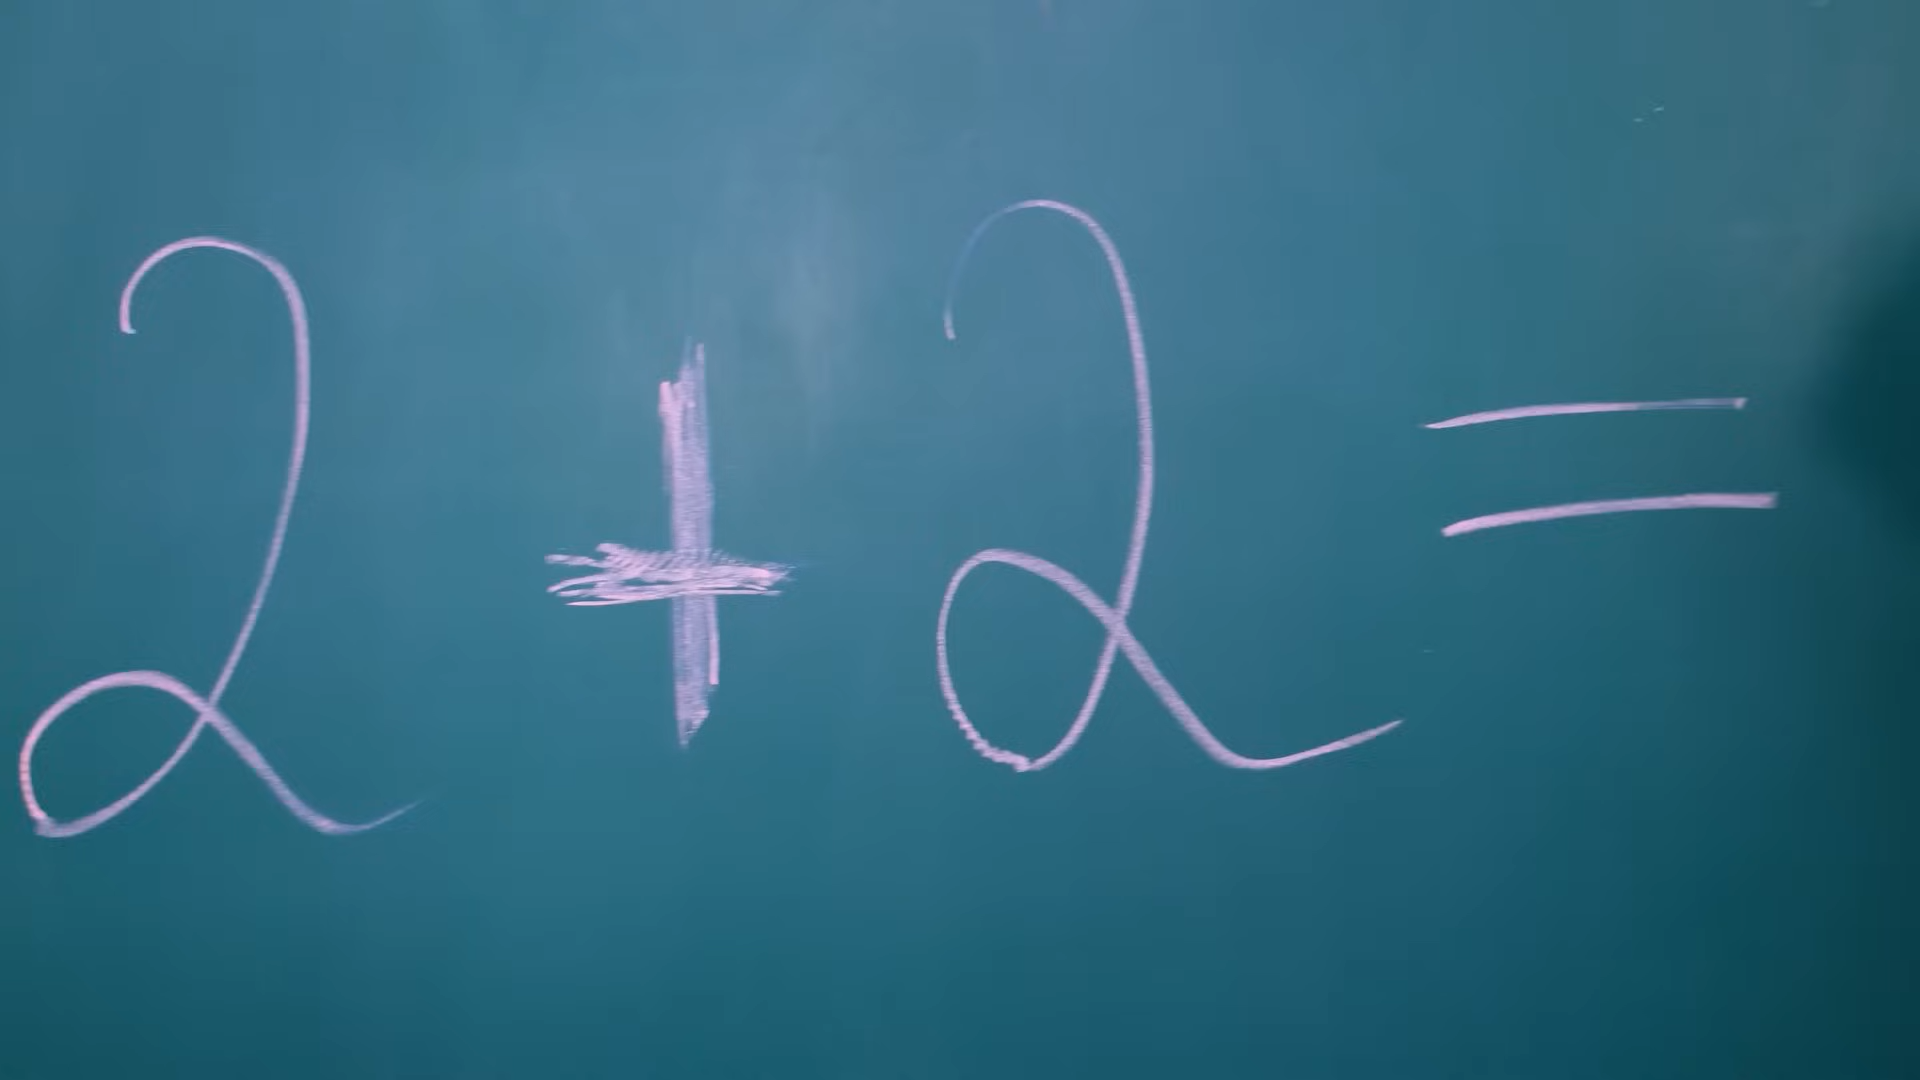 2 + 2 =